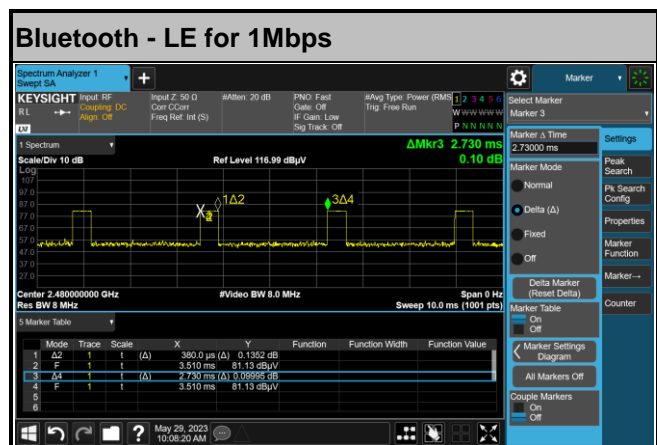 Bluetooth - LE for 1Mbps
Spectrum Analyzer 1
Swept SA
Marker
KEYSIGHT
RL
LXI
Input: RF
Coupling: DC
Align: Off
Input Z: 50 Ω
Corr CCorr
Freq Ref: Int (S)
#Atten: 20 dB
PNO: Fast
Gate: Off
IF Gain: Low
Sig Track: Off
#Avg Type: Power (RMS
Trig: Free Run
1 2 3 4 5 6
W W W W W W
P N N N N N
Select Marker
Marker 3
1 Spectrum
ΔMkr3 2.730 ms
0.10 dB
Scale/Div 10 dB
Ref Level 116.99 dBµV
Log
107
97.0
87.0
77.0
67.0
57.0
47.0
37.0
27.0
1Δ2
3Δ4
Center 2.480000000 GHz
Res BW 8 MHz
#Video BW 8.0 MHz
Span 0 Hz
Sweep 10.0 ms (1001 pts)
5 Marker Table
Mode Trace Scale X Y Function Function Width Function Value
1 Δ2 1 t (Δ) 380.0 µs (Δ) 0.1352 dB
2 F 1 t 3.510 ms 81.13 dBµV
3 Δ4 1 t (Δ) 2.730 ms (Δ) 0.09995 dB
4 F 1 t 3.510 ms 81.13 dBµV
5
6
Marker Δ Time
2.73000 ms
Marker Mode
Normal
Delta (Δ)
Fixed
Off
Delta Marker
(Reset Delta)
Marker Table
On
Off
Marker Settings
Diagram
All Markers Off
Couple Markers
On
Off
Settings
Peak
Search
Pk Search
Config
Properties
Marker
Function
Marker→
Counter
?
May 29, 2023
10:08:20 AM